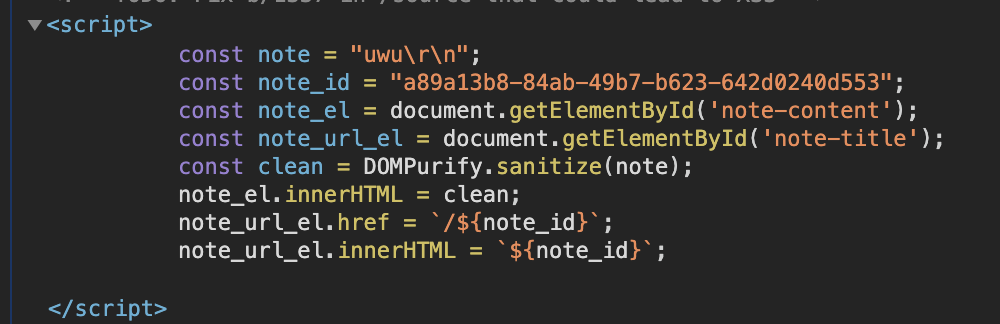 <script>
const note = "uwu\r\n";
const note_id = "a89a13b8-84ab-49b7-b623-642d0240d553";
const note_el = document.getElementById('note-content');
const note_url_el = document.getElementById('note-title');
const clean = DOMPurify.sanitize(note);
note_el.innerHTML = clean;
note_url_el.href = `/${note_id}`;
note_url_el.innerHTML = `${note_id}`;
</script>